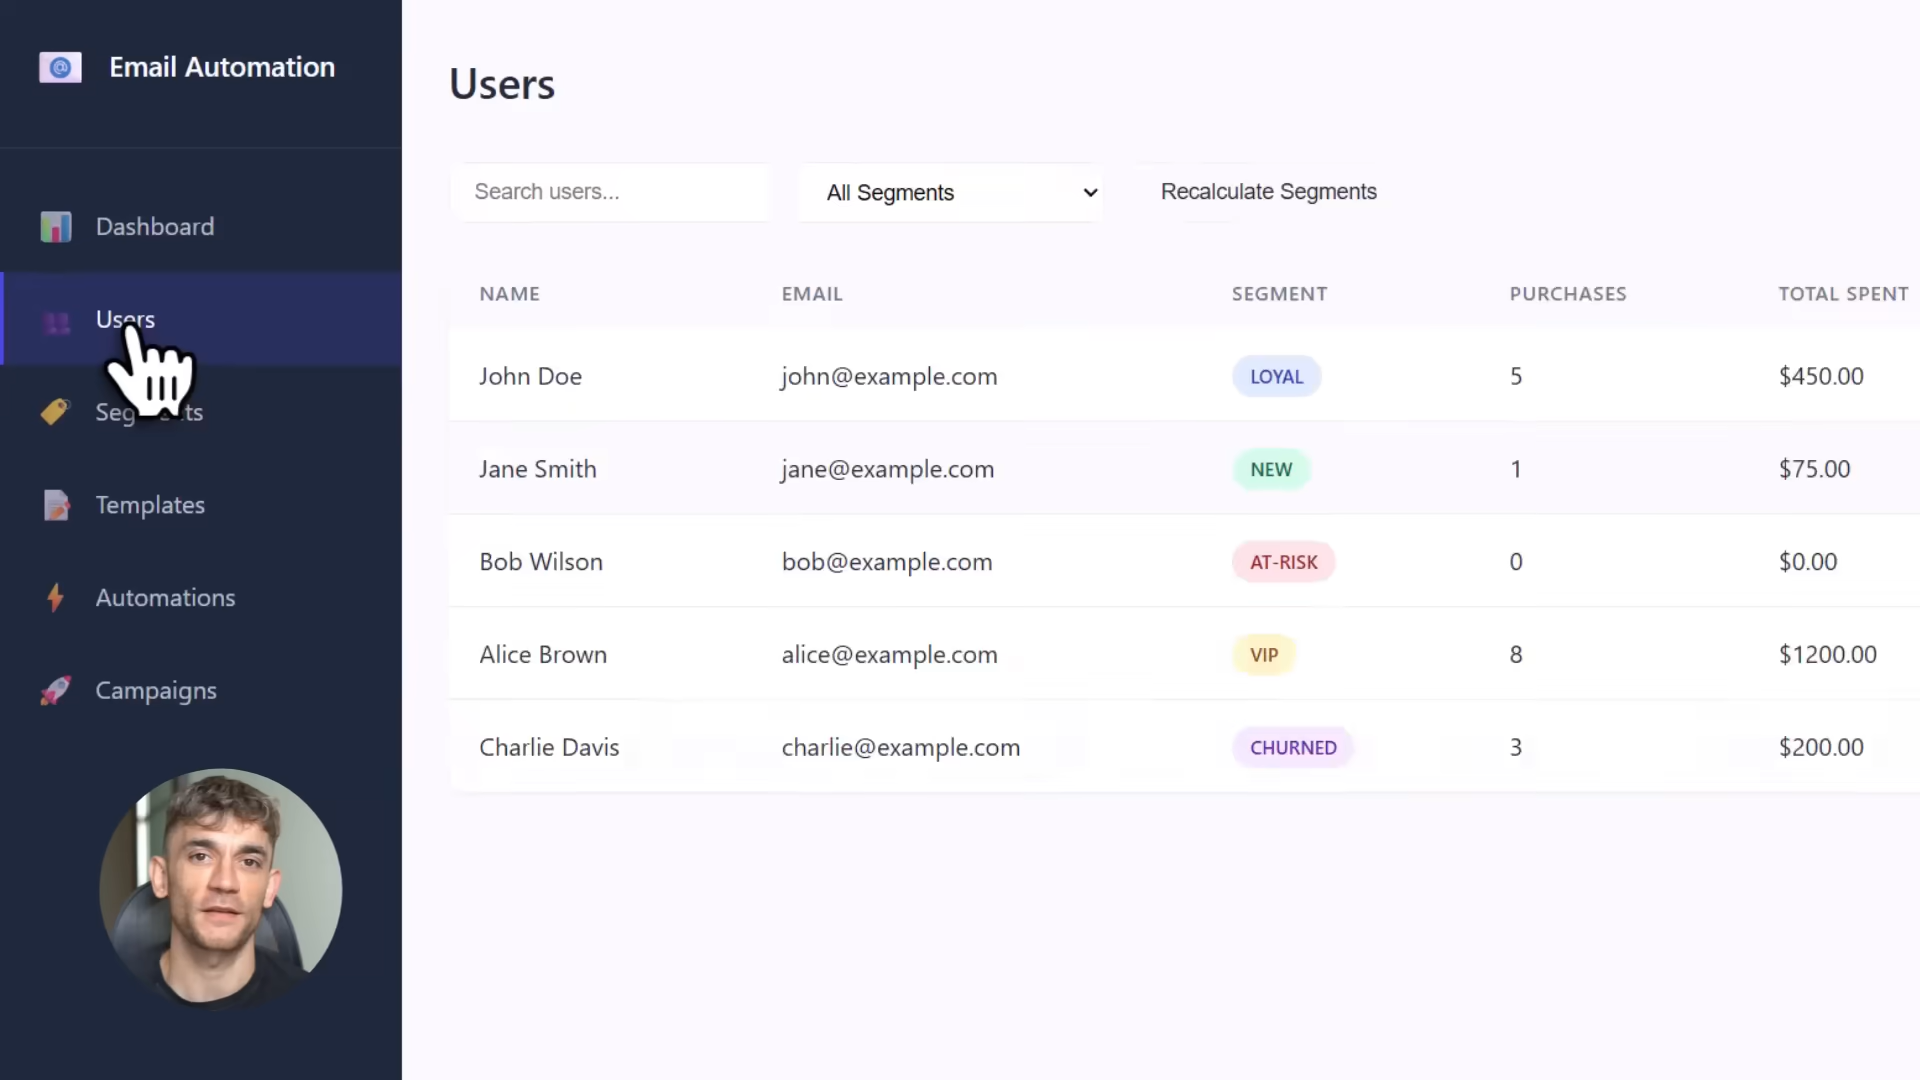 Email Automation
Dashboard
Users
Segments
Templates
Automations
Campaigns
Users
Search users...
All Segments
Recalculate Segments
NAME EMAIL SEGMENT PURCHASES TOTAL SPENT
John Doe john@example.com LOYAL 5 $450.00
Jane Smith jane@example.com NEW 1 $75.00
Bob Wilson bob@example.com AT-RISK 0 $0.00
Alice Brown alice@example.com VIP 8 $1200.00
Charlie Davis charlie@example.com CHURNED 3 $200.00